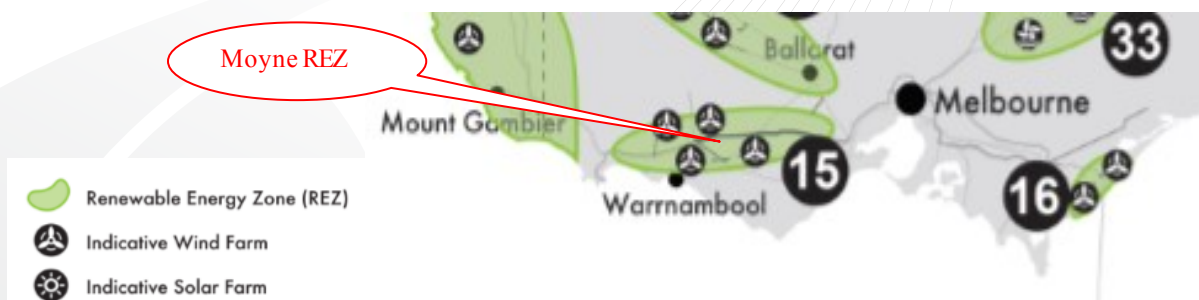 Moyne REZ
Ballarat
33
Melbourne
Mount Gambier
15
16
Warrnambool
Renewable Energy Zone (REZ)
Indicative Wind Farm
Indicative Solar Farm